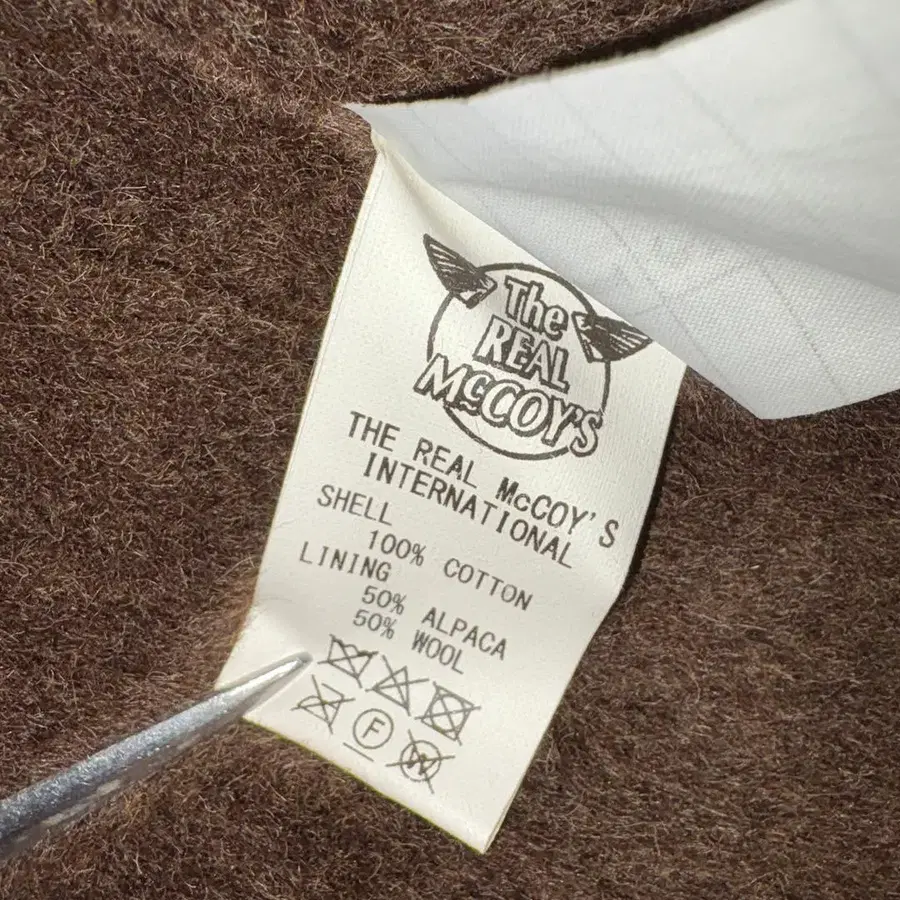 The
REAL
McCOY'S
THE REAL McCOY'S
INTERNATIONAL
SHELL
100% COTTON
LINING
50% ALPACA
50% WOOL
F
W